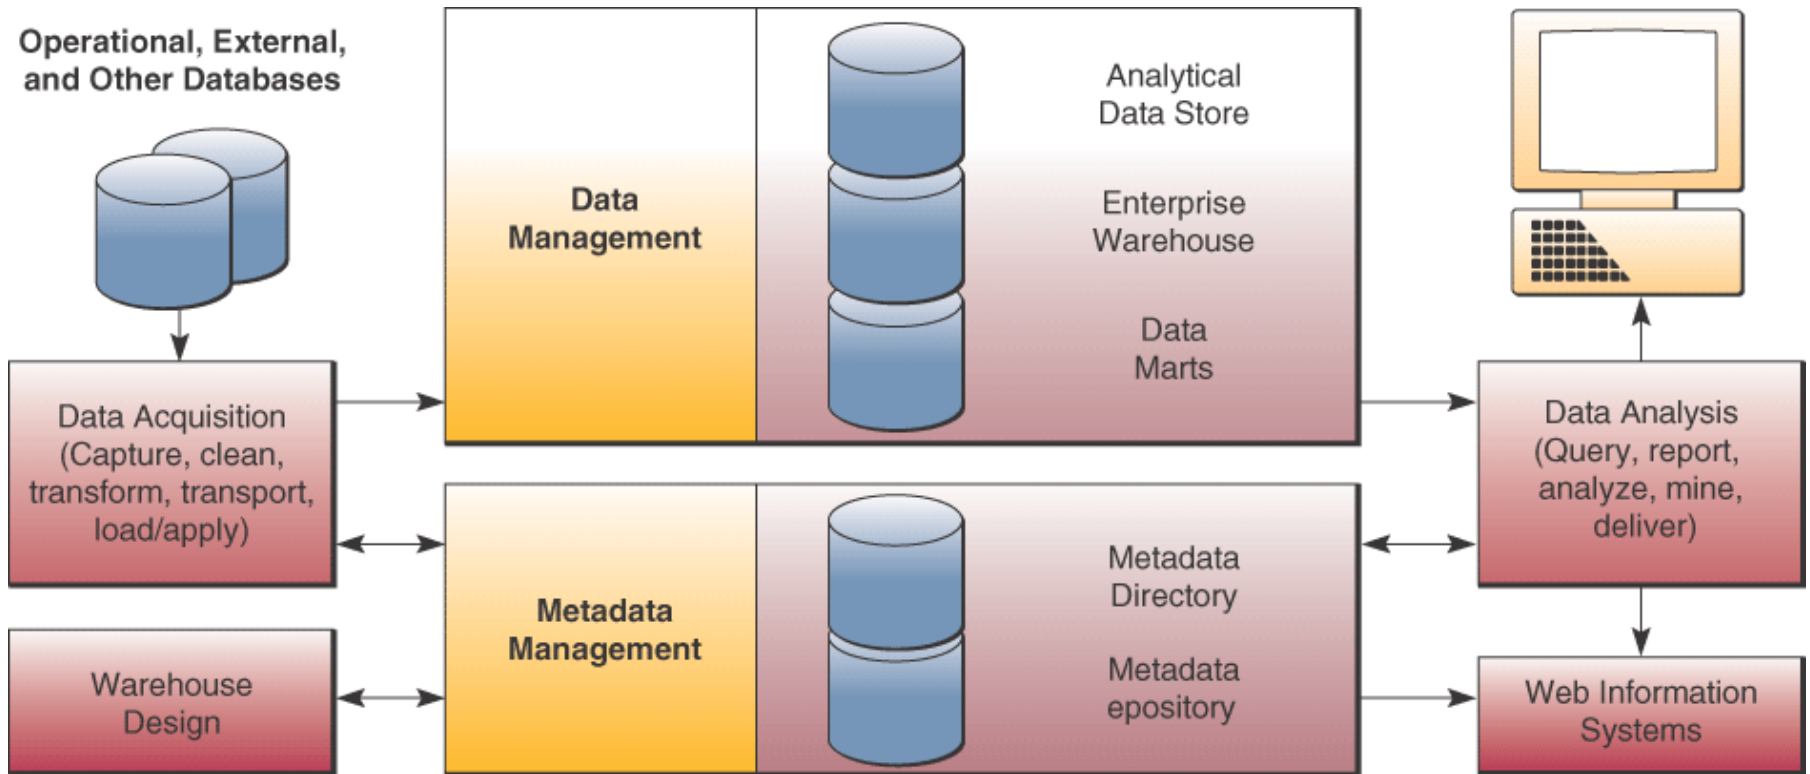 Operational, External,
and Other Databases
Data Acquisition
(Capture, clean,
transform, transport,
load/apply)
Warehouse
Design
Data
Management
Analytical
Data Store
Enterprise
Warehouse
Data
Marts
Metadata
Management
Metadata
Directory
Metadata
epository
Data Analysis
(Query, report,
analyze, mine,
deliver)
Web Information
Systems